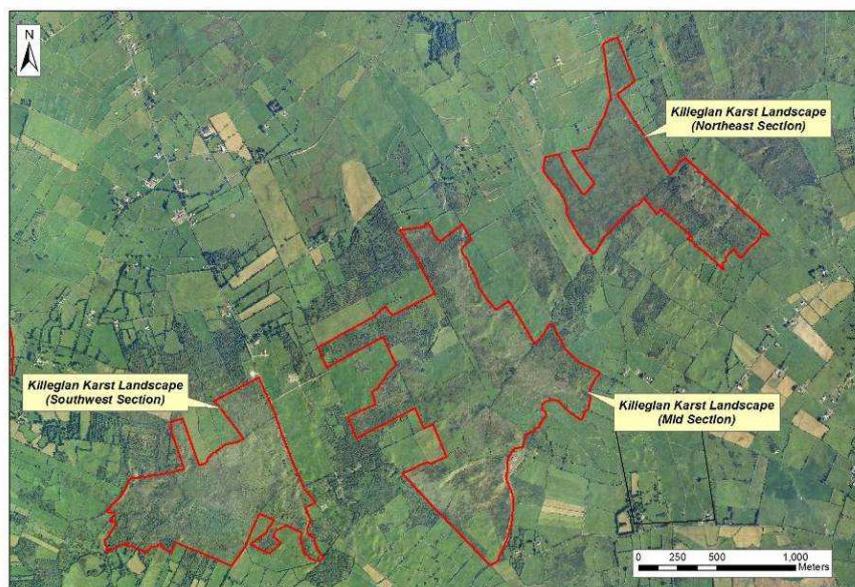 N
Killeglan Karst Landscape
(Northeast Section)
Killeglan Karst Landscape
(Southwest Section)
Killeglan Karst Landscape
(Mid Section)
0 250 500 1,000
Meters